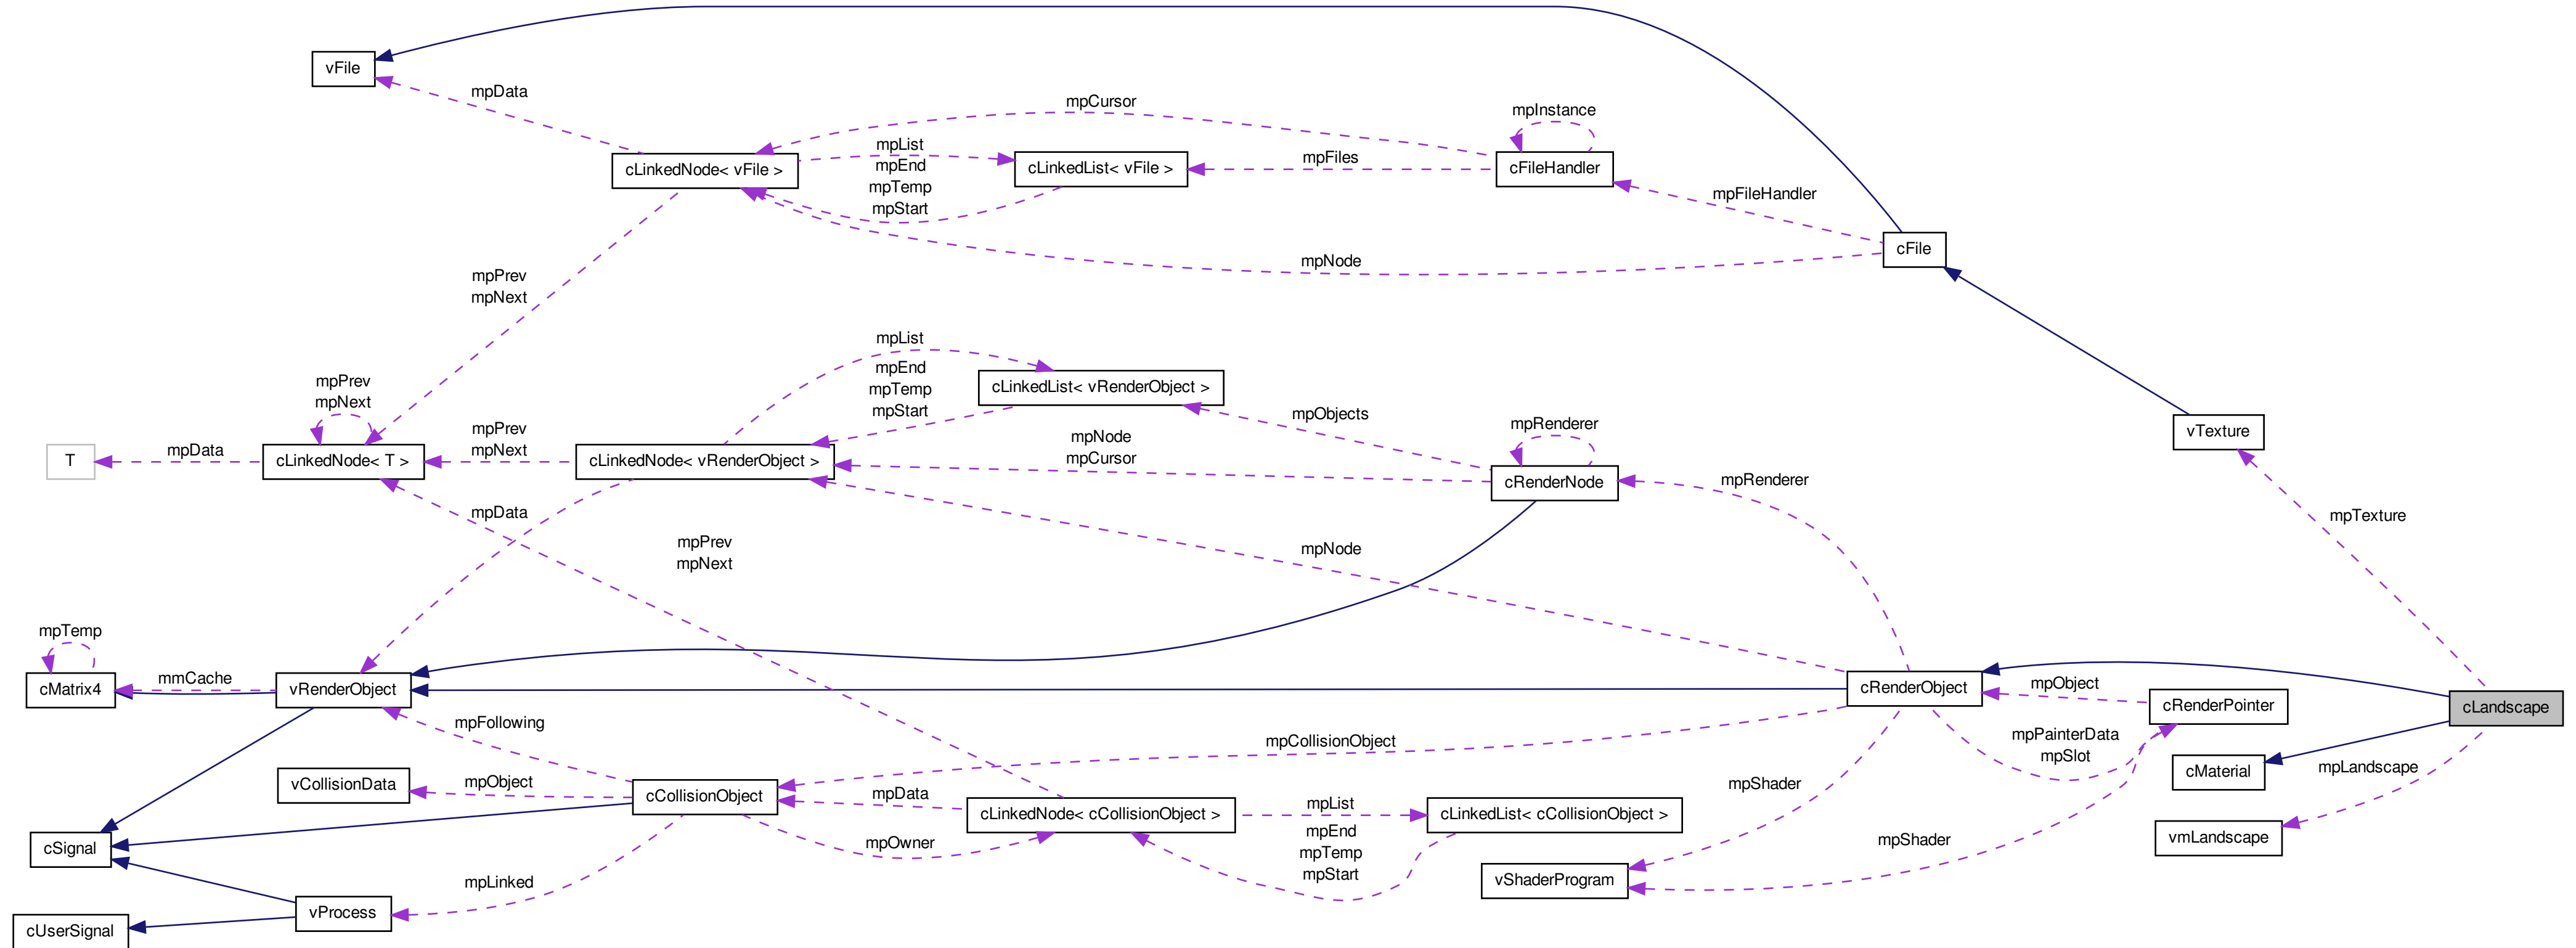 vFile
mpData
mpCursor
mpInstance
cLinkedNode< vFile >
mpList
mpEnd
mpTemp
mpStart
cLinkedList< vFile >
mpFiles
cFileHandler
mpFileHandler
cFile
mpNode
mpPrev
mpNext
mpList
mpEnd
mpTemp
mpStart
cLinkedList< vRenderObject >
mpObjects
mpRenderer
vTexture
mpPrev
mpNext
T
mpData
cLinkedNode< T >
mpPrev
mpNext
cLinkedNode< vRenderObject >
mpNode
mpCursor
cRenderNode
mpRenderer
mpTexture
mpData
mpPrev
mpNext
mpNode
mpTemp
cMatrix4
mmCache
vRenderObject
cRenderObject
mpObject
cRenderPointer
cLandscape
mpFollowing
mpCollisionObject
mpPainterData
mpSlot
cMaterial
mpLandscape
vCollisionData
mpObject
cCollisionObject
mpData
cLinkedNode< cCollisionObject >
mpList
mpEnd
mpTemp
mpStart
cLinkedList< cCollisionObject >
mpShader
mpShader
vmLandscape
cSignal
mpOwner
mpLinked
vShaderProgram
vProcess
cUserSignal